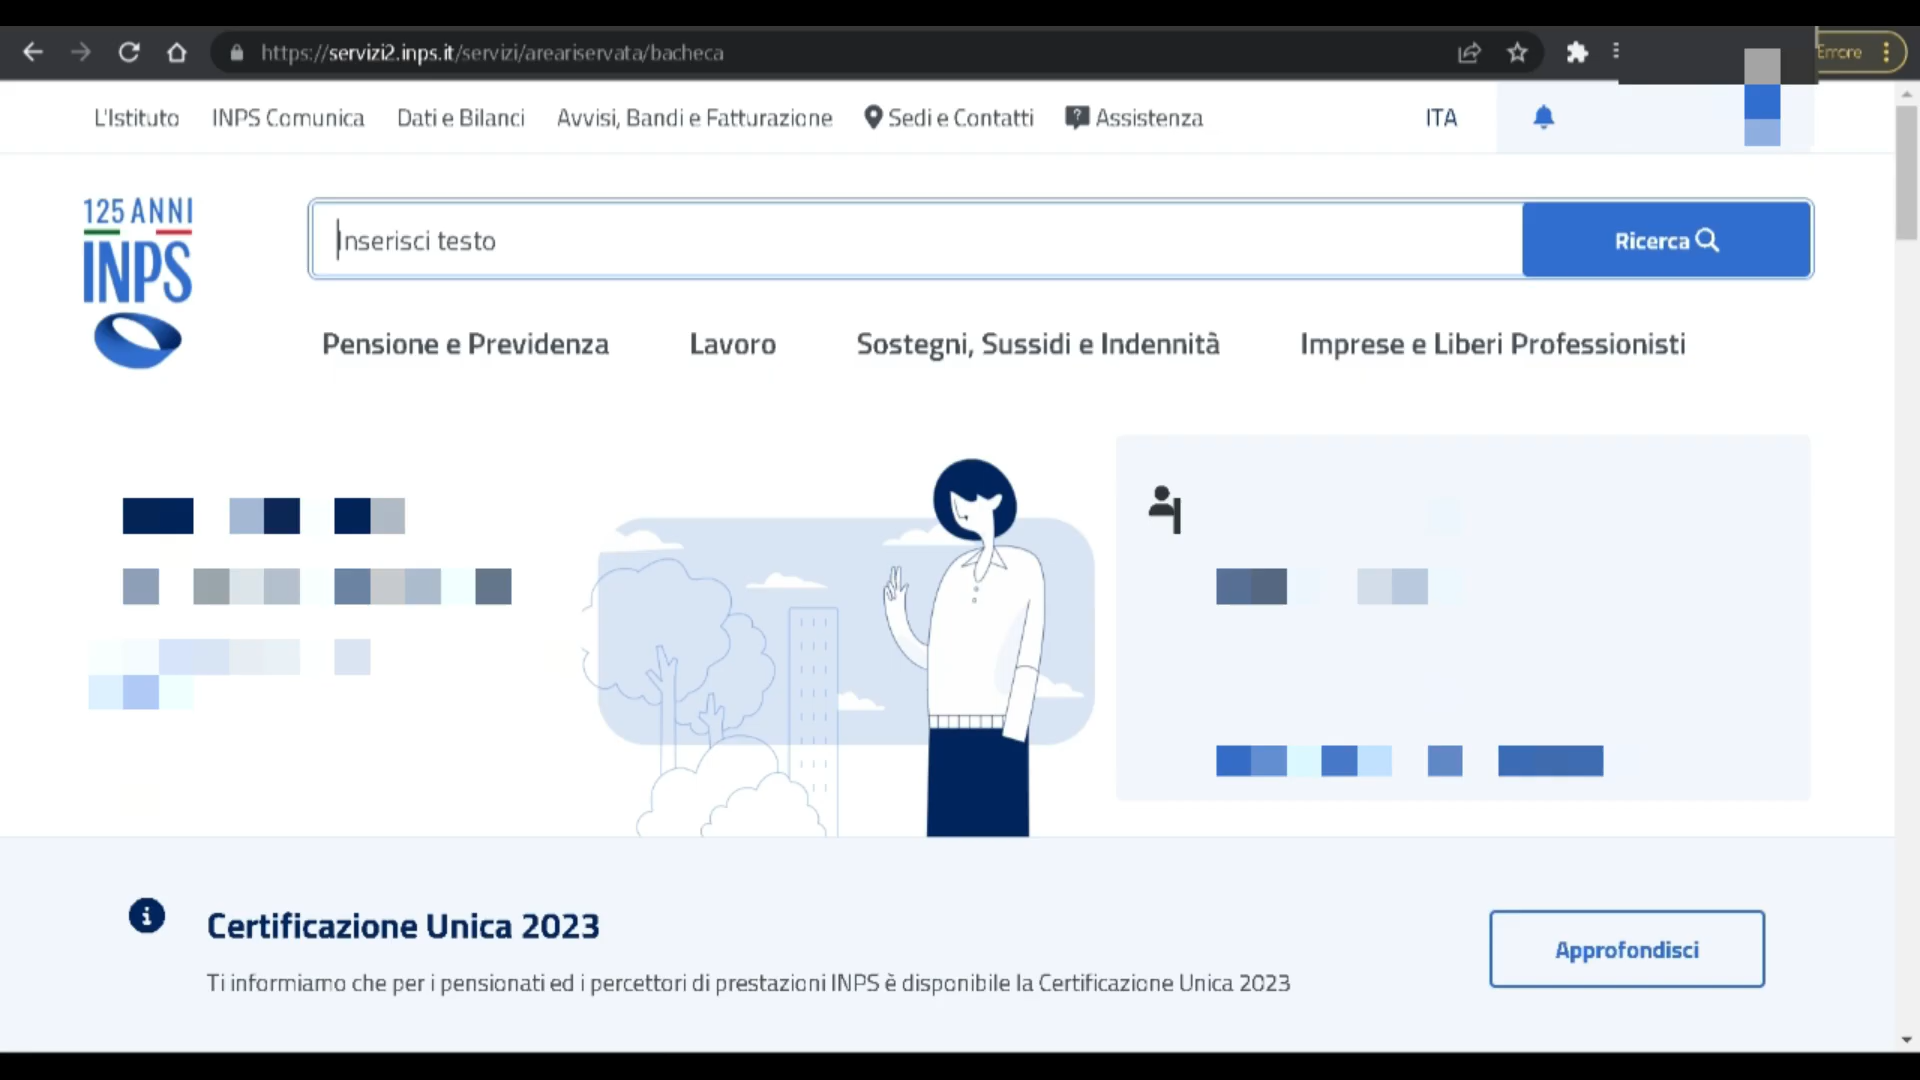 https://servizi2.inps.it/servizi/areariservata/bacheca
Errore
L'Istituto INPS Comunica Dati e Bilanci Avvisi, Bandi e Fatturazione Sedi e Contatti Assistenza ITA
125 ANNI
INPS
Inserisci testo
Ricerca
Pensione e Previdenza Lavoro Sostegni, Sussidi e Indennità Imprese e Liberi Professionisti
Certificazione Unica 2023
Ti informiamo che per i pensionati ed i percettori di prestazioni INPS è disponibile la Certificazione Unica 2023
Approfondisci